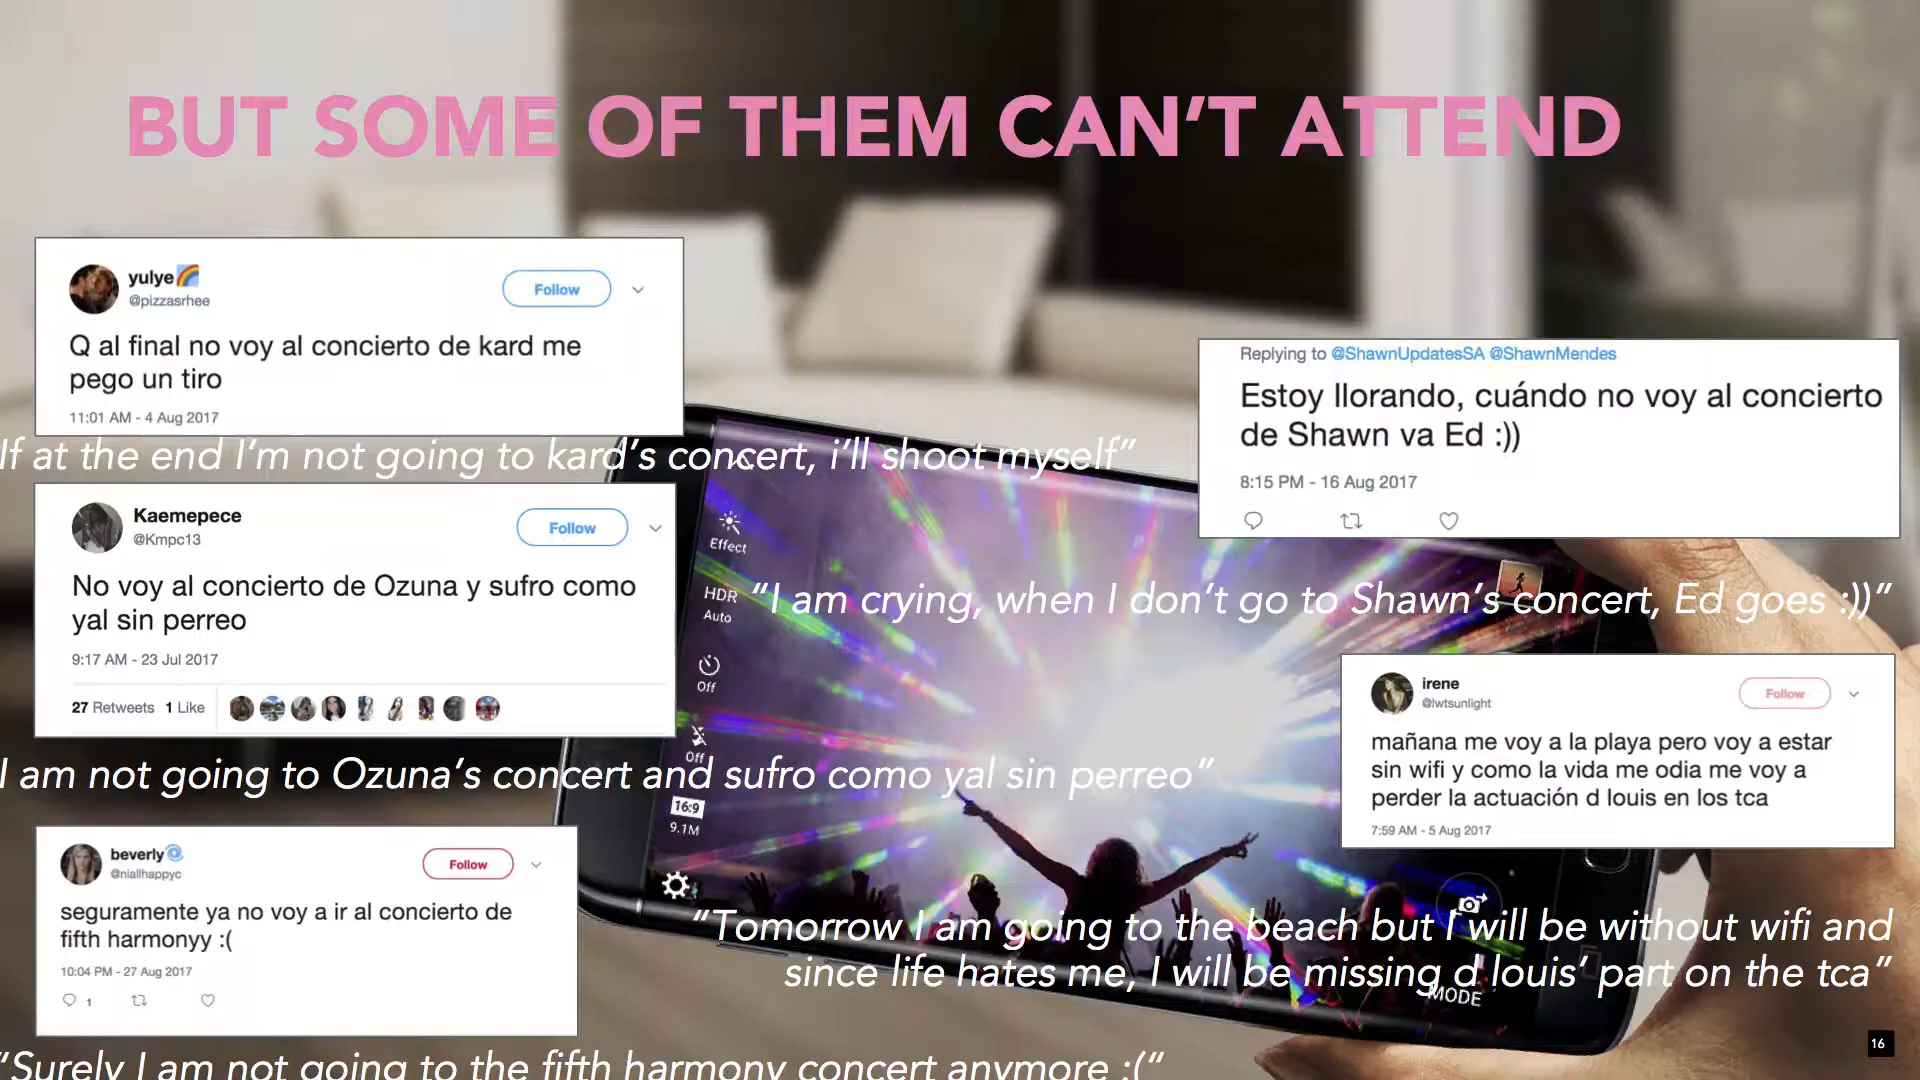 BUT SOME OF THEM CAN’T ATTEND
yulye
@pizzasrhee
Follow
Q al final no voy al concierto de kard me
pego un tiro
11:01 AM - 4 Aug 2017
If at the end I’m not going to kard’s concert, i’ll shoot myself”
Kaemepece
@Kmpc13
Follow
No voy al concierto de Ozuna y sufro como
yal sin perreo
9:17 AM - 23 Jul 2017
27 Retweets 1 Like
I am not going to Ozuna’s concert and sufro como yal sin perreo”
beverly
@niallhappyc
Follow
seguramente ya no voy a ir al concierto de
fifth harmonyy :(
10:04 PM - 27 Aug 2017
1
“Surely I am not going to the fifth harmony concert anymore :(“
Effect
HDR
Auto
Off
Off
16:9
9.1M
MODE
Replying to @ShawnUpdatesSA @ShawnMendes
Estoy llorando, cuándo no voy al concierto
de Shawn va Ed :))
8:15 PM - 16 Aug 2017
“I am crying, when I don’t go to Shawn’s concert, Ed goes :))”
irene
@lwtsunlight
Follow
mañana me voy a la playa pero voy a estar
sin wifi y como la vida me odia me voy a
perder la actuación d louis en los tca
7:59 AM - 5 Aug 2017
“Tomorrow I am going to the beach but I will be without wifi and
since life hates me, I will be missing d louis’ part on the tca”
16